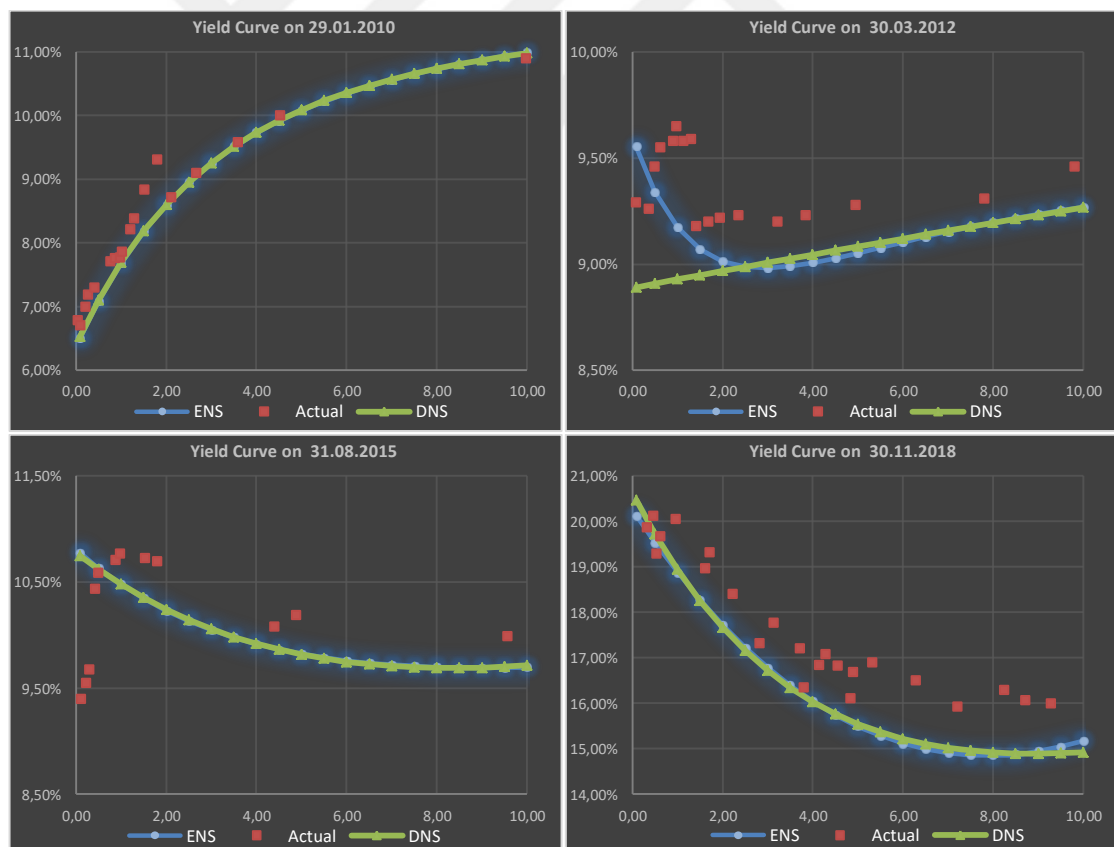 Yield Curve on 29.01.2010
11,00%
10,00%
9,00%
8,00%
7,00%
6,00%
0,00 2,00 4,00 6,00 8,00 10,00
ENS Actual DNS
Yield Curve on 30.03.2012
10,00%
9,50%
9,00%
8,50%
0,00 2,00 4,00 6,00 8,00 10,00
ENS Actual DNS
Yield Curve on 31.08.2015
11,50%
10,50%
9,50%
8,50%
0,00 2,00 4,00 6,00 8,00 10,00
ENS Actual DNS
Yield Curve on 30.11.2018
21,00%
20,00%
19,00%
18,00%
17,00%
16,00%
15,00%
14,00%
0,00 2,00 4,00 6,00 8,00 10,00
ENS Actual DNS